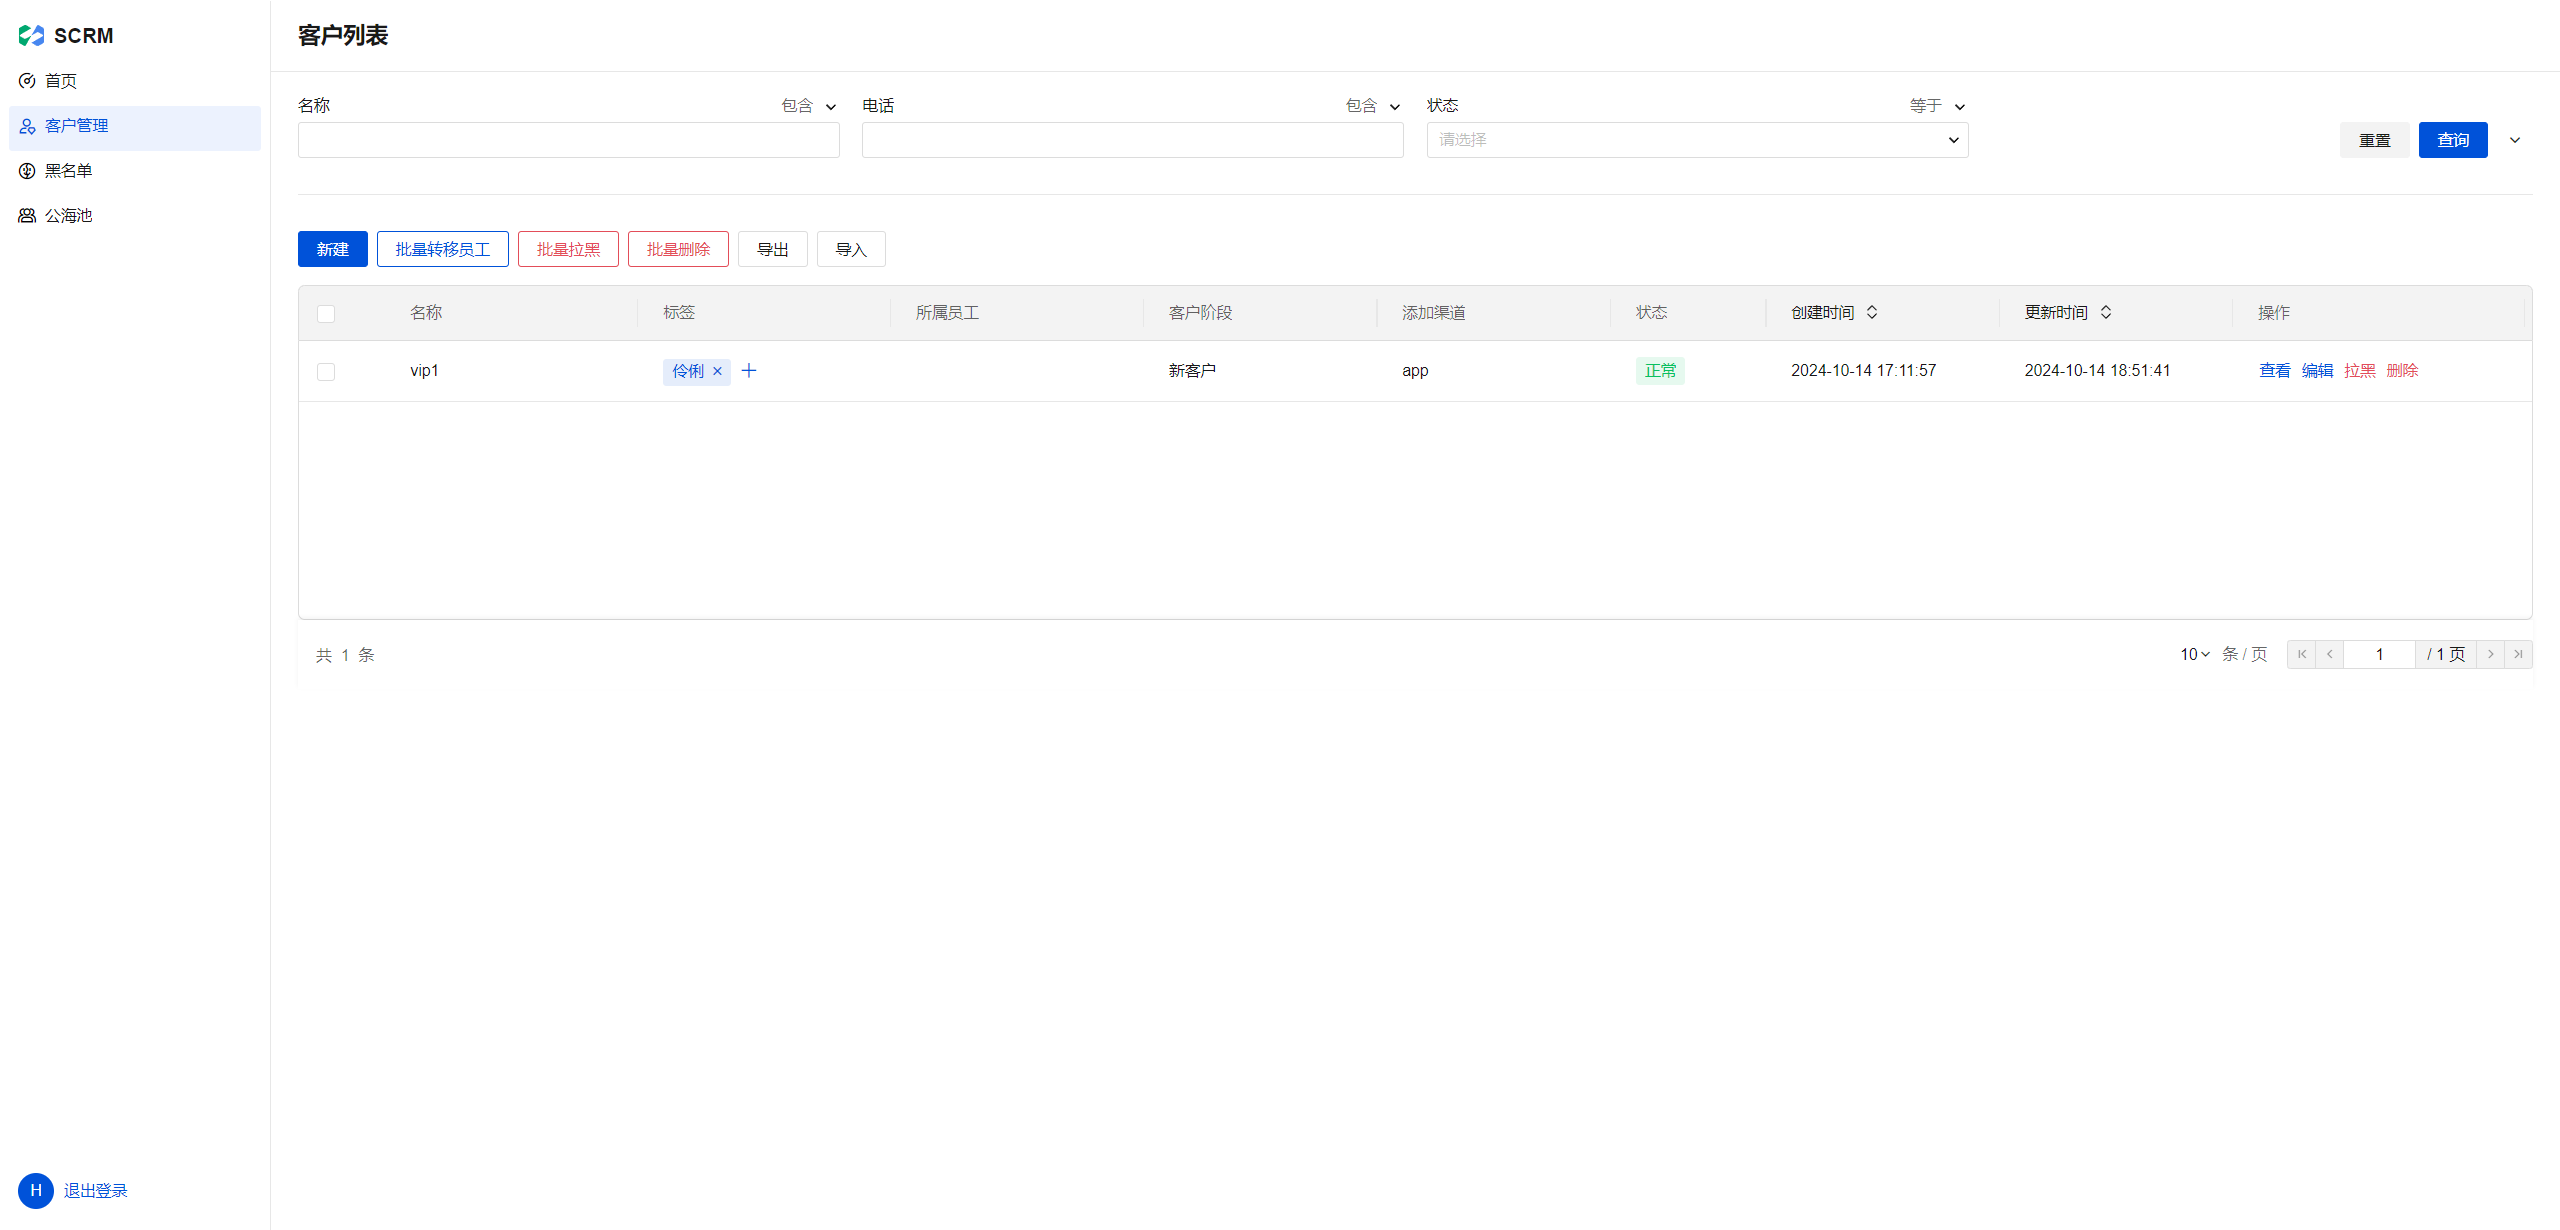 SCRM
首页
客户管理
黑名单
公海池
退出登录
H
客户列表
名称 包含 电话 包含 状态 等于
请选择 重置 查询
新建 批量转移员工 批量拉黑 批量删除 导出 导入
名称 标签 所属员工 客户阶段 添加渠道 状态 创建时间 更新时间 操作
vip1 伶俐 × + 新客户 app 正常 2024-10-14 17:11:57 2024-10-14 18:51:41 查看 编辑 拉黑 删除
共 1 条 10 条 / 页 1 / 1 页